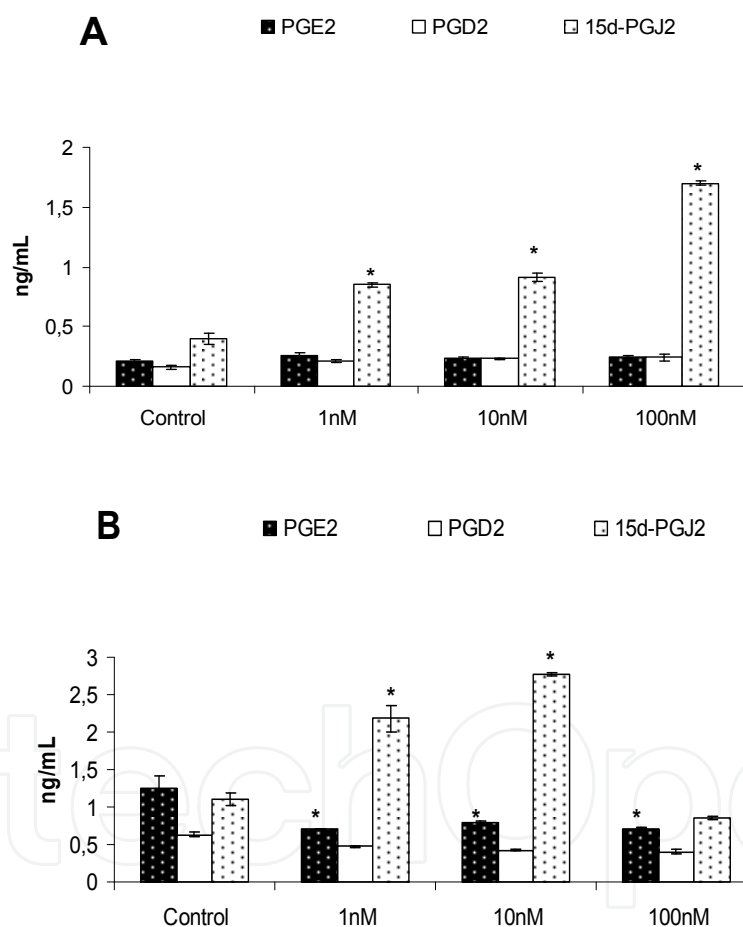 A
PGE2 PGD2 15d-PGJ2
2
1,5
1
0,5
0
ng/mL
* * *
Control 1nM 10nM 100nM
B
PGE2 PGD2 15d-PGJ2
3
2,5
2
1,5
1
0,5
0
ng/mL
* * * * *
Control 1nM 10nM 100nM
techOpe